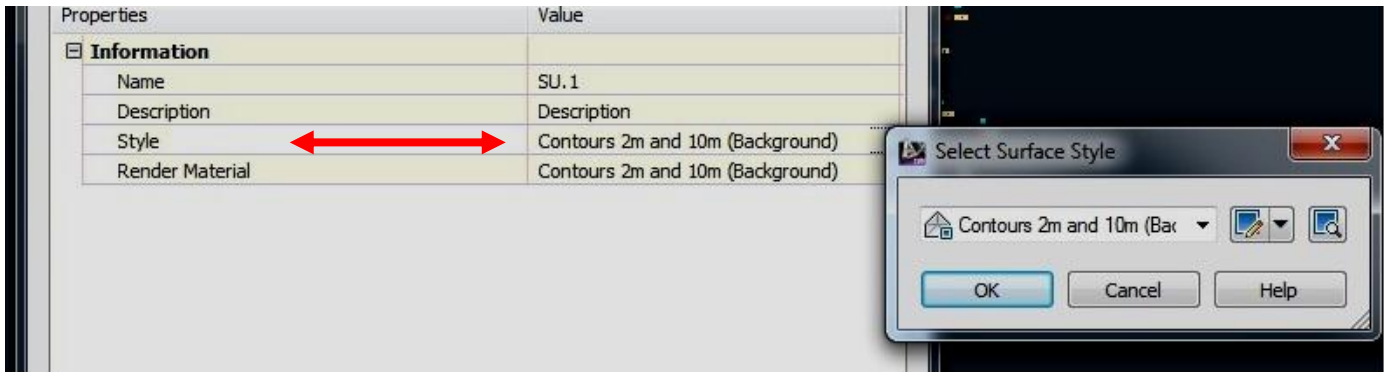 Properties Value
Information
Name SU.1
Description Description
Style Contours 2m and 10m (Background)
Render Material Contours 2m and 10m (Background)
Select Surface Style
Contours 2m and 10m (Bac
OK Cancel Help